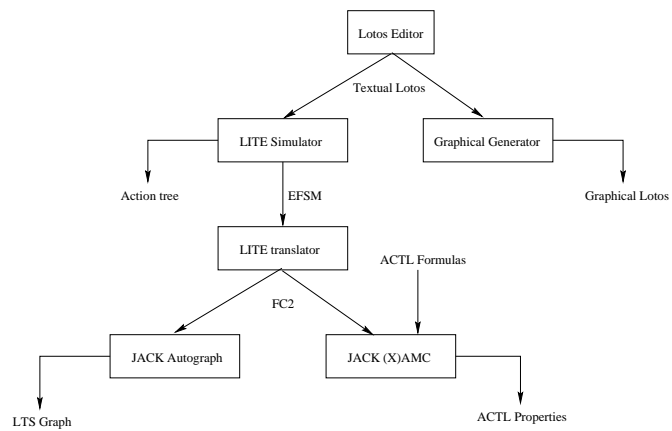 Lotos Editor
Textual Lotos
LITE Simulator
Graphical Generator
Action tree
EFSM
Graphical Lotos
LITE translator
ACTL Formulas
FC2
JACK Autograph
JACK (X)AMC
LTS Graph
ACTL Properties